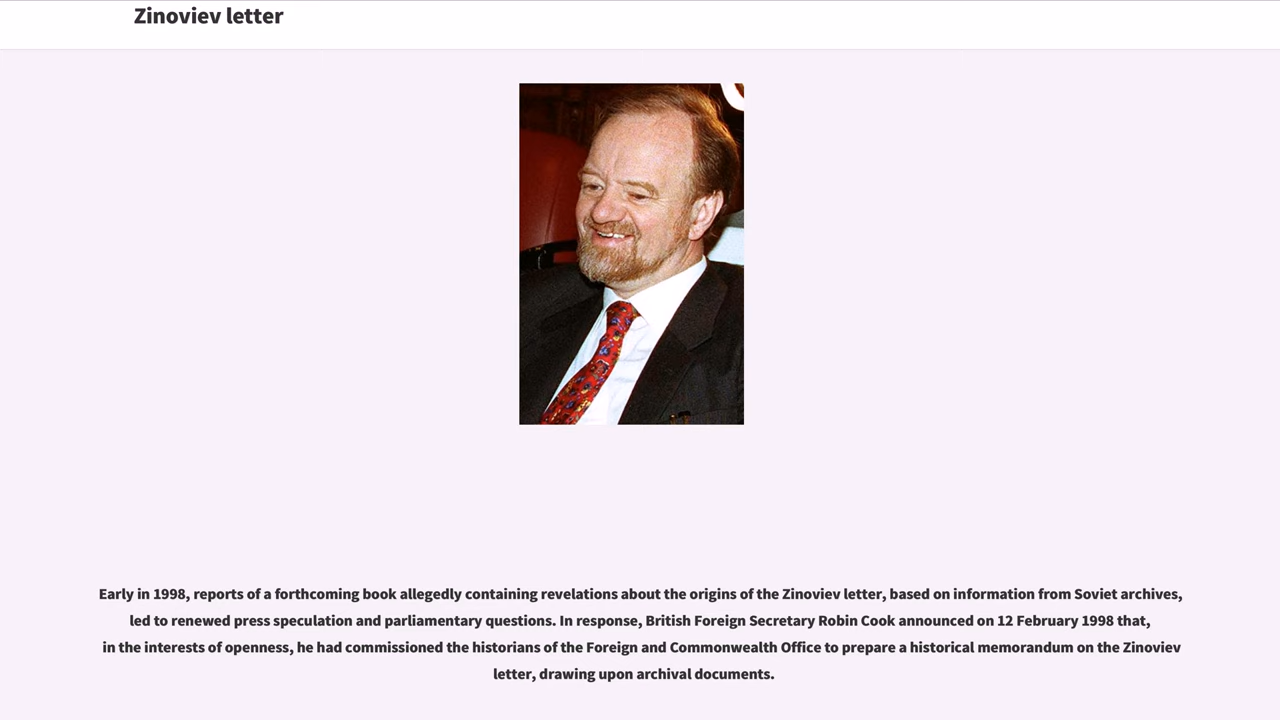 Zinoviev letter
Early in 1998, reports of a forthcoming book allegedly containing revelations about the origins of the Zinoviev letter, based on information from Soviet archives,
led to renewed press speculation and parliamentary questions. In response, British Foreign Secretary Robin Cook announced on 12 February 1998 that,
in the interests of openness, he had commissioned the historians of the Foreign and Commonwealth Office to prepare a historical memorandum on the Zinoviev
letter, drawing upon archival documents.